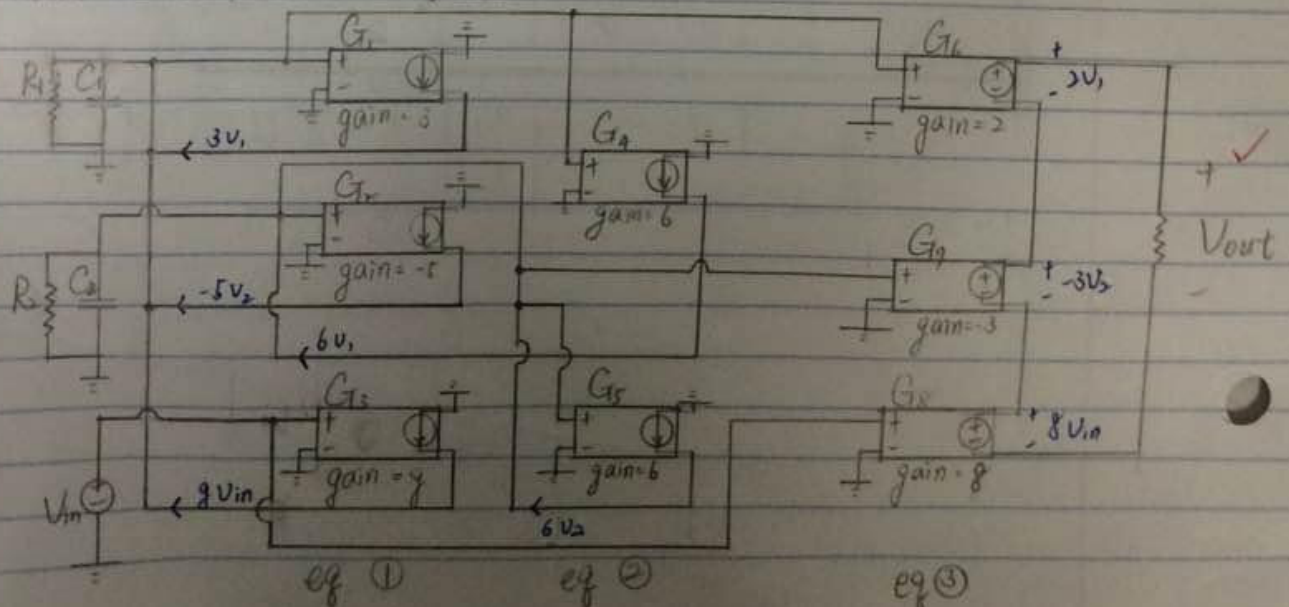 G₁
G₆
R₁
C₁
+
-
gain = 3
+
-
gain = 2
+
2V₁
-
3V₁
G₄
+
-
gain = 6
G₂
+
-
gain = -5
+
Vout
-
R₂
C₂
G₇
+
-
gain = -3
+
-3V₂
-
-5V₂
6V₁
G₃
+
-
gain = 9
G₅
+
-
gain = 6
G₈
+
-
gain = 8
+
8Vin
-
Vin
9Vin
6V₂
eq ①
eq ②
eq ③